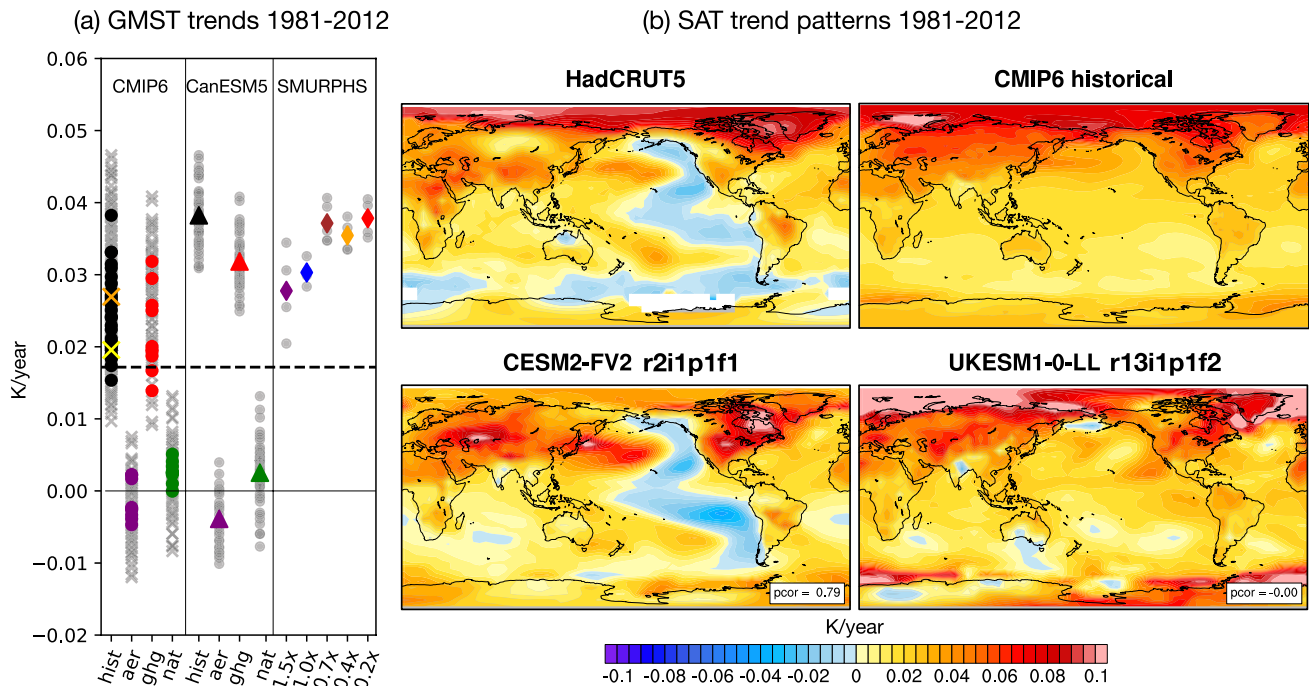 (a) GMST trends 1981-2012
(b) SAT trend patterns 1981-2012
0.06
0.05
0.04
0.03
0.02
0.01
0.00
−0.01
−0.02
K/year
CMIP6
CanESM5
SMURPHS
hist
aer
ghg
nat
hist
aer
ghg
nat
1.5x
1.0x
0.7x
0.4x
0.2x
HadCRUT5
CMIP6 historical
CESM2-FV2 r2i1p1f1
UKESM1-0-LL r13i1p1f2
pcor = 0.79
pcor = -0.00
K/year
-0.1 -0.08 -0.06 -0.04 -0.02 0 0.02 0.04 0.06 0.08 0.1